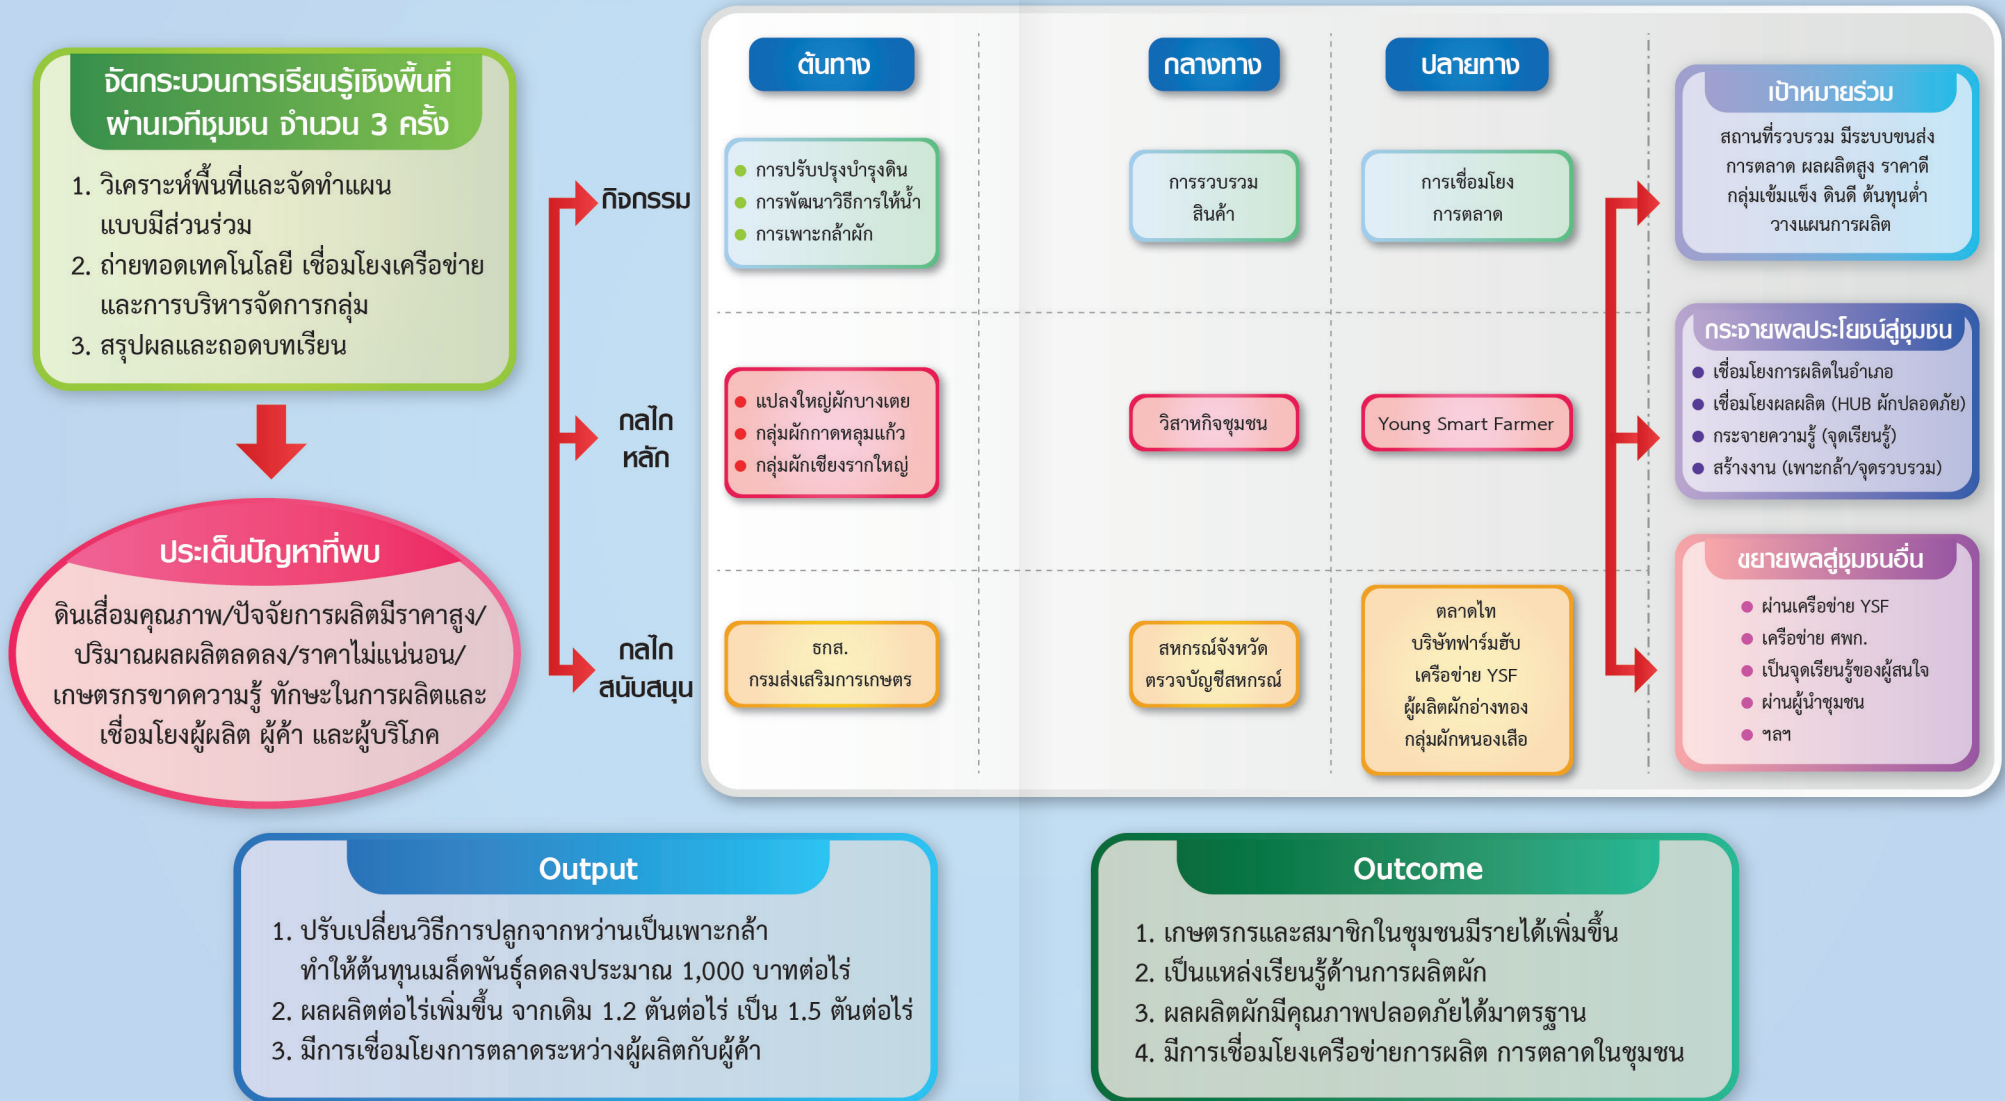 จัดกระบวนการเรียนรู้เชิงพื้นที่
ผ่านเวทีชุมชน จำนวน 3 ครั้ง
1. วิเคราะห์พื้นที่และจัดทำแผน
แบบมีส่วนร่วม
2. ถ่ายทอดเทคโนโลยี เชื่อมโยงเครือข่าย
และการบริหารจัดการกลุ่ม
3. สรุปผลและถอดบทเรียน
ประเด็นปัญหาที่พบ
ดินเสื่อมคุณภาพ/ปัจจัยการผลิตมีราคาสูง/
ปริมาณผลผลิตลดลง/ราคาไม่แน่นอน/
เกษตรกรขาดความรู้ ทักษะในการผลิตและ
เชื่อมโยงผู้ผลิต ผู้ค้า และผู้บริโภค
ต้นทาง
กลางทาง
ปลายทาง
กิจกรรม
การปรับปรุงบำรุงดิน
การพัฒนาวิธีการให้น้ำ
การเพาะกล้าผัก
การรวบรวม
สินค้า
การเชื่อมโยง
การตลาด
กลไก
หลัก
แปลงใหญ่ผักบางเตย
กลุ่มผักกาดหลุมแก้ว
กลุ่มผักเชียงรากใหญ่
วิสาหกิจชุมชน
Young Smart Farmer
กลไก
สนับสนุน
ธกส.
กรมส่งเสริมการเกษตร
สหกรณ์จังหวัด
ตรวจบัญชีสหกรณ์
ตลาดไท
บริษัทฟาร์มฮับ
เครือข่าย YSF
ผู้ผลิตผักอ่างทอง
กลุ่มผักหนองเสือ
เป้าหมายร่วม
สถานที่รวบรวม มีระบบขนส่ง
การตลาด ผลผลิตสูง ราคาดี
กลุ่มเข้มแข็ง ดินดี ต้นทุนต่ำ
วางแผนการผลิต
กระจายผลประโยชน์สู่ชุมชน
เชื่อมโยงการผลิตในอำเภอ
เชื่อมโยงผลผลิต (HUB ผักปลอดภัย)
กระจายความรู้ (จุดเรียนรู้)
สร้างงาน (เพาะกล้า/จุดรวบรวม)
ขยายผลสู่ชุมชนอื่น
ผ่านเครือข่าย YSF
เครือข่าย ศพก.
เป็นจุดเรียนรู้ของผู้สนใจ
ผ่านผู้นำชุมชน
ฯลฯ
Output
1. ปรับเปลี่ยนวิธีการปลูกจากหว่านเป็นเพาะกล้า
ทำให้ต้นทุนเมล็ดพันธุ์ลดลงประมาณ 1,000 บาทต่อไร่
2. ผลผลิตต่อไร่เพิ่มขึ้น จากเดิม 1.2 ตันต่อไร่ เป็น 1.5 ตันต่อไร่
3. มีการเชื่อมโยงการตลาดระหว่างผู้ผลิตกับผู้ค้า
Outcome
1. เกษตรกรและสมาชิกในชุมชนมีรายได้เพิ่มขึ้น
2. เป็นแหล่งเรียนรู้ด้านการผลิตผัก
3. ผลผลิตผักมีคุณภาพปลอดภัยได้มาตรฐาน
4. มีการเชื่อมโยงเครือข่ายการผลิต การตลาดในชุมชน